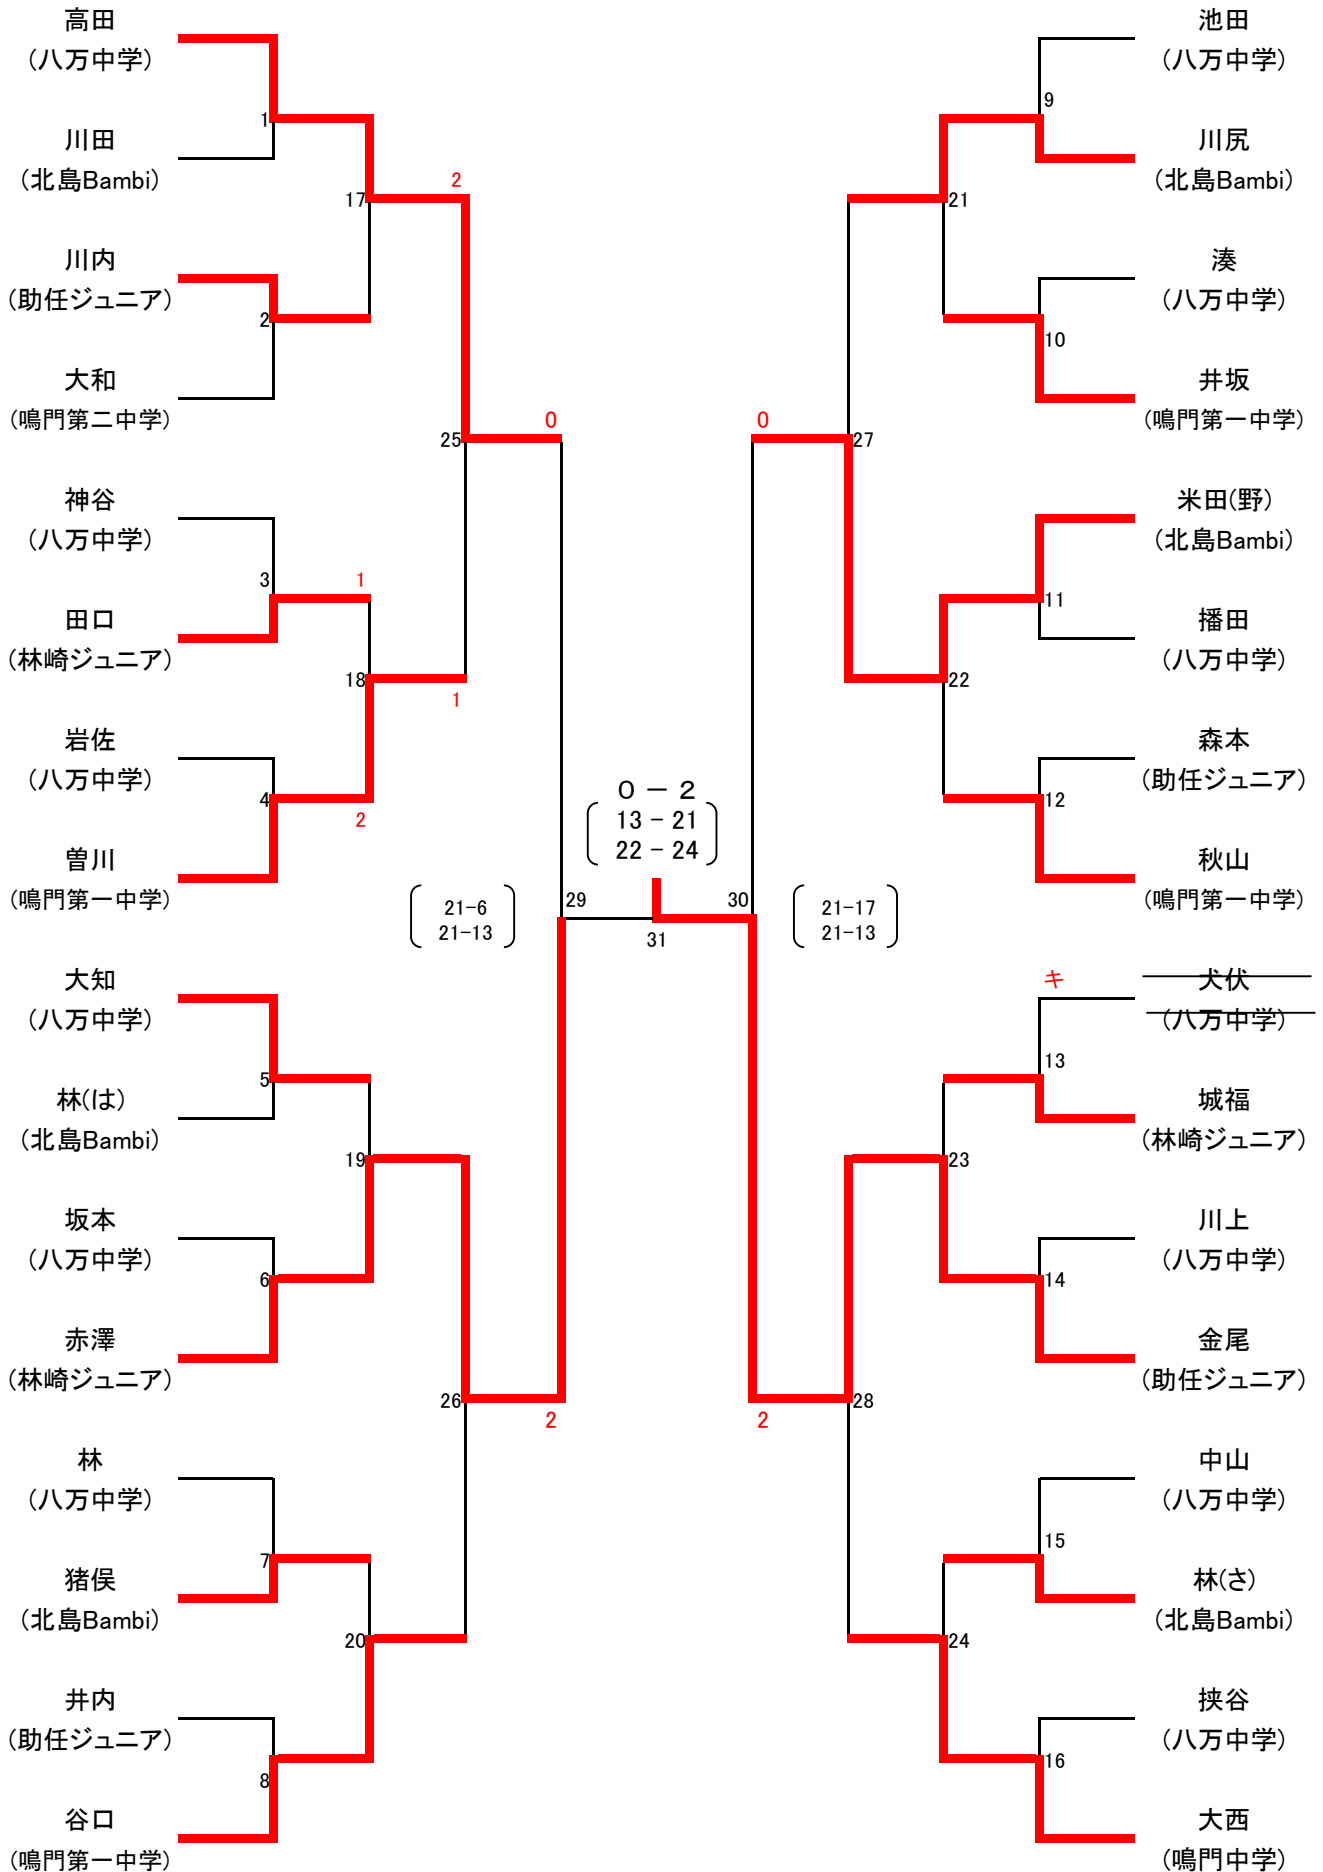 高田
(八万中学)
1
川田
(北島Bambi)
17
2
川内
(助任ジュニア)
2
大和
(鳴門第二中学)
25
0
神谷
(八万中学)
3
1
田口
(林崎ジュニア)
18
1
岩佐
(八万中学)
4
2
曽川
(鳴門第一中学)
21-6
21-13
29
大知
(八万中学)
5
林(は)
(北島Bambi)
19
坂本
(八万中学)
6
赤澤
(林崎ジュニア)
26
2
林
(八万中学)
7
猪俣
(北島Bambi)
20
井内
(助任ジュニア)
8
谷口
(鳴門第一中学)
0 － 2
13 － 21
22 － 24
31
池田
(八万中学)
9
川尻
(北島Bambi)
21
湊
(八万中学)
10
井坂
(鳴門第一中学)
0
27
米田(野)
(北島Bambi)
11
播田
(八万中学)
22
森本
(助任ジュニア)
12
秋山
(鳴門第一中学)
30
21-17
21-13
キ
犬伏
(八万中学)
13
城福
(林崎ジュニア)
23
川上
(八万中学)
14
金尾
(助任ジュニア)
2
28
中山
(八万中学)
15
林(さ)
(北島Bambi)
24
挟谷
(八万中学)
16
大西
(鳴門中学)